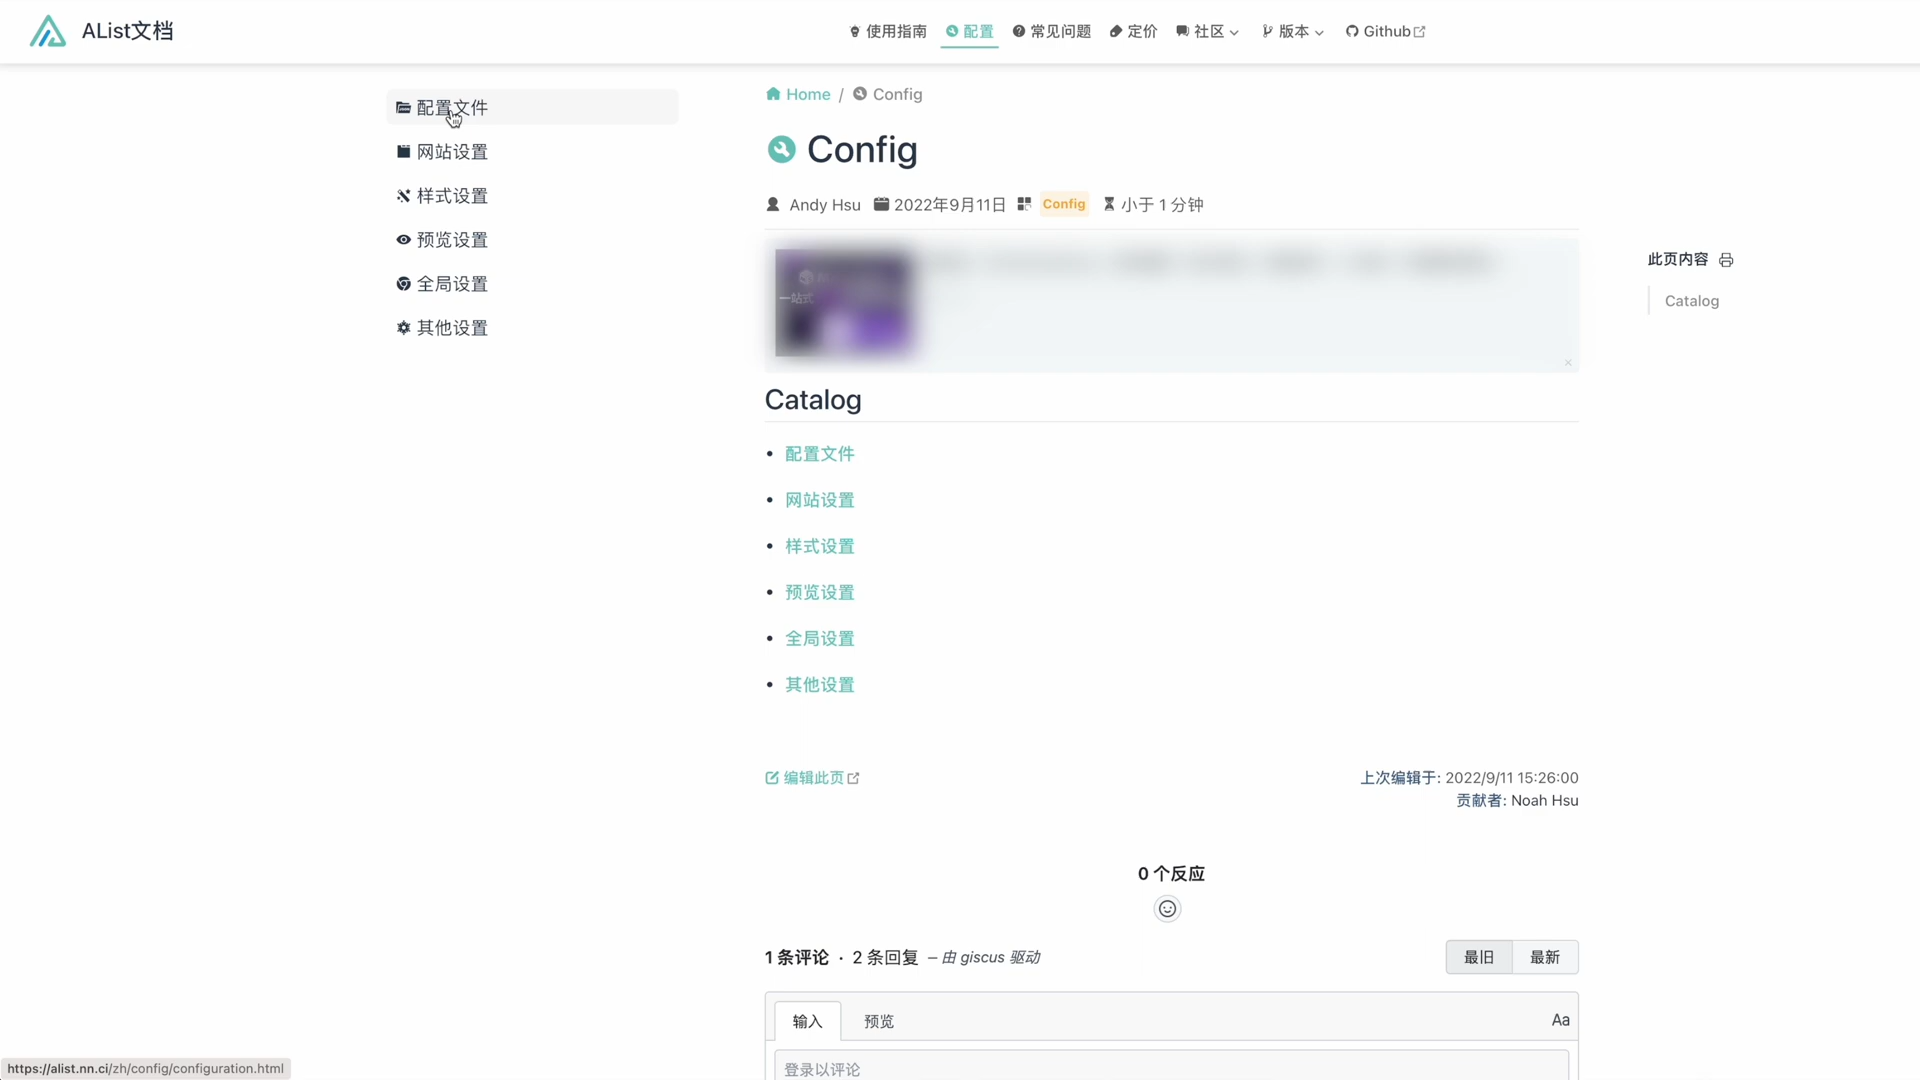 AList文档
使用指南 配置 常见问题 定价 社区 版本 Github
配置文件
网站设置
样式设置
预览设置
全局设置
其他设置
Home / Config
Config
Andy Hsu 2022年9月11日 Config 小于 1 分钟
一站式
此页内容
Catalog
Catalog
配置文件
网站设置
样式设置
预览设置
全局设置
其他设置
编辑此页
上次编辑于: 2022/9/11 15:26:00
贡献者: Noah Hsu
0 个反应
1 条评论 · 2 条回复 – 由 giscus 驱动
最旧 最新
输入 预览 Aa
登录以评论
https://alist.nn.ci/zh/config/configuration.html